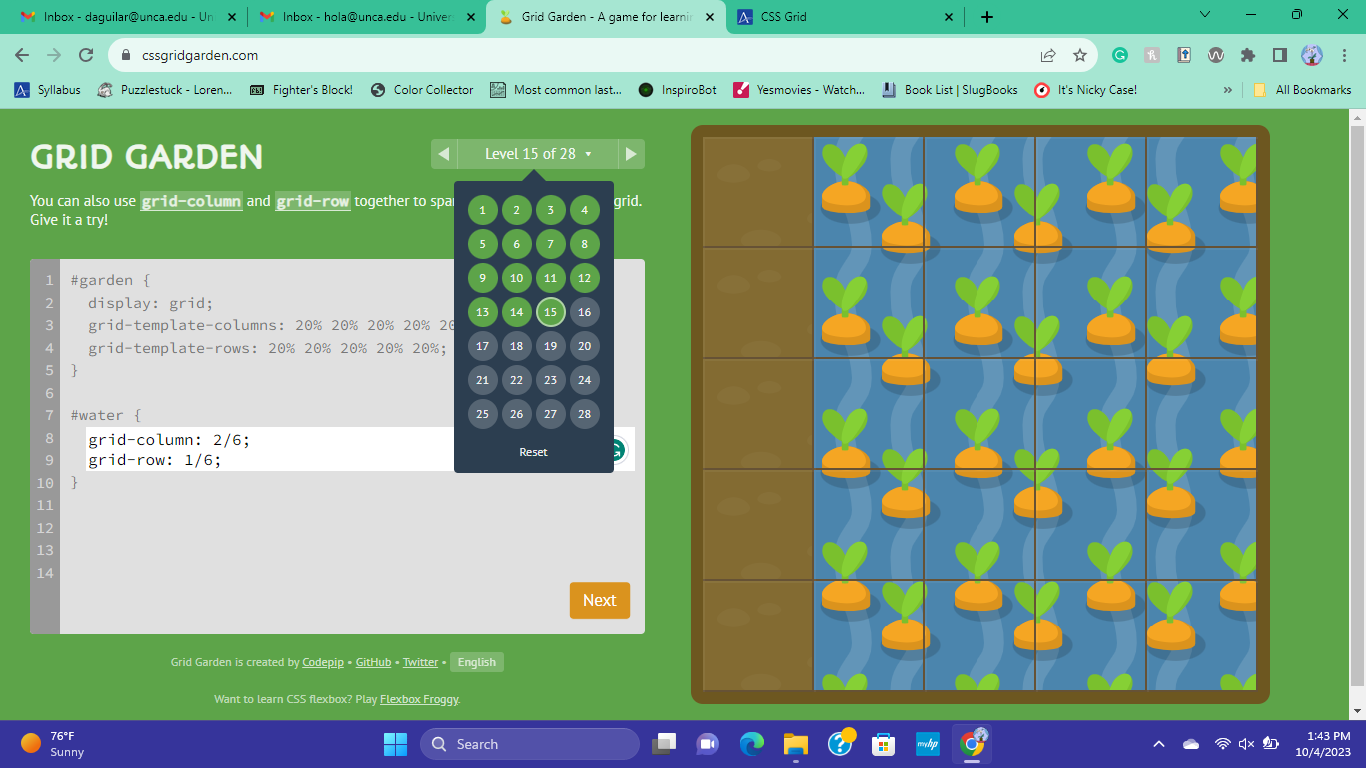 Inbox - daguilar@unca.edu - Un
Inbox - hola@unca.edu - Univer
Grid Garden - A game for learnin
CSS Grid
cssgridgarden.com
Syllabus
Puzzlestuck - Loren...
Fighter's Block!
Color Collector
Most common last...
InspiroBot
Yesmovies - Watch...
Book List | SlugBooks
It's Nicky Case!
»
All Bookmarks
GRID GARDEN
Level 15 of 28
You can also use grid-column and grid-row together to spa grid.
Give it a try!
1 2 3 4
5 6 7 8
9 10 11 12
13 14 15 16
17 18 19 20
21 22 23 24
25 26 27 28
Reset
1 #garden {
2 display: grid;
3 grid-template-columns: 20% 20% 20% 20% 20
4 grid-template-rows: 20% 20% 20% 20% 20%;
5 }
6
7 #water {
8 grid-column: 2/6;
9 grid-row: 1/6;
10 }
11
12
13
14
Next
Grid Garden is created by Codepip • GitHub • Twitter • English
Want to learn CSS flexbox? Play Flexbox Froggy.
76°F
Sunny
Search
myhp
1:43 PM
10/4/2023